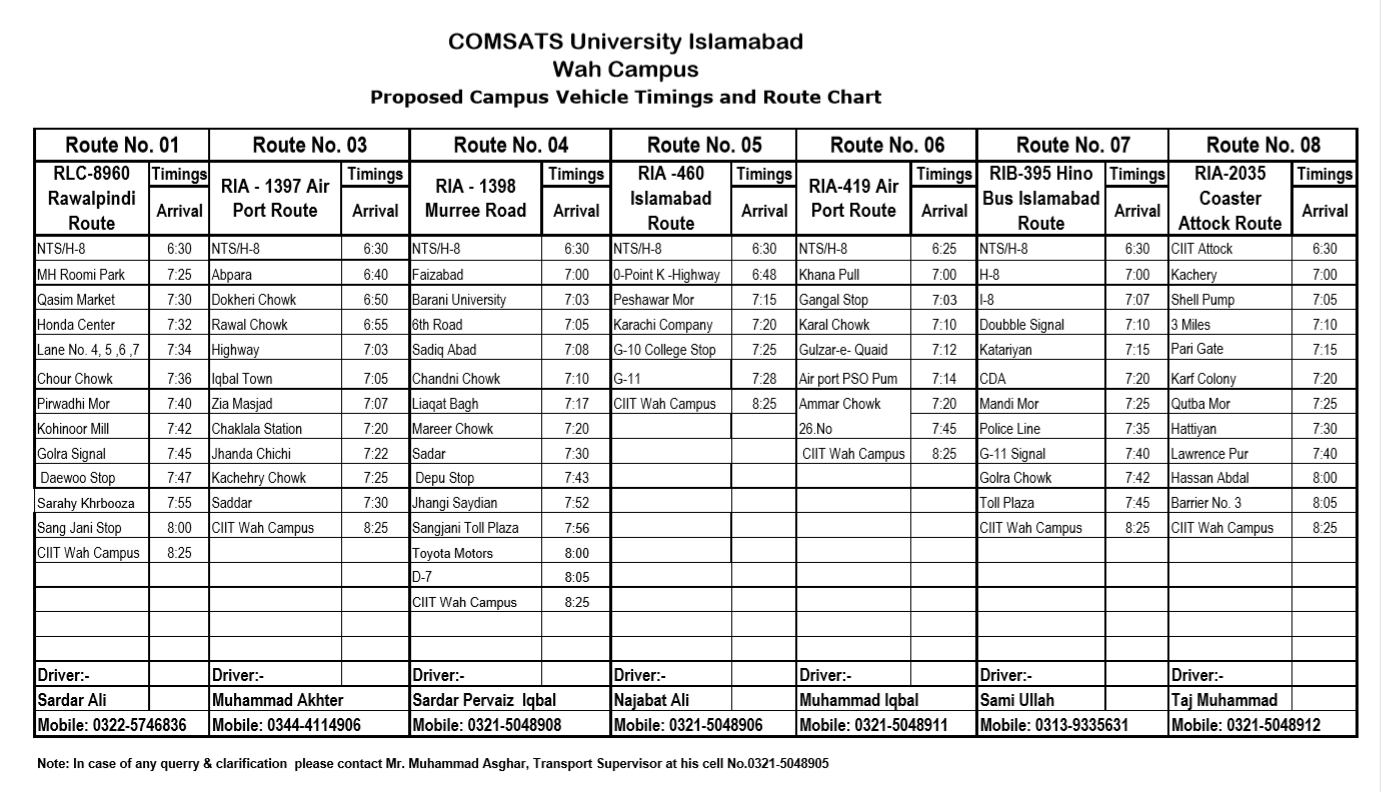 COMSATS University Islamabad
Wah Campus
Proposed Campus Vehicle Timings and Route Chart
Route No. 01 Route No. 03 Route No. 04 Route No. 05 Route No. 06 Route No. 07 Route No. 08
RLC-8960 Rawalpindi Route Timings Arrival RIA - 1397 Air Port Route Timings Arrival RIA - 1398 Murree Road Timings Arrival RIA -460 Islamabad Route Timings Arrival RIA-419 Air Port Route Timings Arrival RIB-395 Hino Bus Islamabad Route Timings Arrival RIA-2035 Coaster Attock Route Timings Arrival
NTS/H-8 6:30 NTS/H-8 6:30 NTS/H-8 6:30 NTS/H-8 6:30 NTS/H-8 6:25 NTS/H-8 6:30 CIIT Attock 6:30
MH Roomi Park 7:25 Abpara 6:40 Faizabad 7:00 0-Point K -Highway 6:48 Khana Pull 7:00 H-8 7:00 Kachery 7:00
Qasim Market 7:30 Dokheri Chowk 6:50 Barani University 7:03 Peshawar Mor 7:15 Gangal Stop 7:03 I-8 7:07 Shell Pump 7:05
Honda Center 7:32 Rawal Chowk 6:55 6th Road 7:05 Karachi Company 7:20 Karal Chowk 7:10 Doubble Signal 7:10 3 Miles 7:10
Lane No. 4, 5 ,6 ,7 7:34 Highway 7:03 Sadiq Abad 7:08 G-10 College Stop 7:25 Gulzar-e- Quaid 7:12 Katariyan 7:15 Pari Gate 7:15
Chour Chowk 7:36 Iqbal Town 7:05 Chandni Chowk 7:10 G-11 7:28 Air port PSO Pum 7:14 CDA 7:20 Karf Colony 7:20
Pirwadhi Mor 7:40 Zia Masjad 7:07 Liaqat Bagh 7:17 CIIT Wah Campus 8:25 Ammar Chowk 7:20 Mandi Mor 7:25 Qutba Mor 7:25
Kohinoor Mill 7:42 Chaklala Station 7:20 Mareer Chowk 7:20 26.No 7:45 Police Line 7:35 Hattiyan 7:30
Golra Signal 7:45 Jhanda Chichi 7:22 Sadar 7:30 CIIT Wah Campus 8:25 G-11 Signal 7:40 Lawrence Pur 7:40
Daewoo Stop 7:47 Kachehry Chowk 7:25 Depu Stop 7:43 Golra Chowk 7:42 Hassan Abdal 8:00
Sarahy Khrbooza 7:55 Saddar 7:30 Jhangi Saydian 7:52 Toll Plaza 7:45 Barrier No. 3 8:05
Sang Jani Stop 8:00 CIIT Wah Campus 8:25 Sangjani Toll Plaza 7:56 CIIT Wah Campus 8:25 CIIT Wah Campus 8:25
CIIT Wah Campus 8:25 Toyota Motors 8:00
D-7 8:05
CIIT Wah Campus 8:25
Driver:- Driver:- Driver:- Driver:- Driver:- Driver:- Driver:-
Sardar Ali Muhammad Akhter Sardar Pervaiz Iqbal Najabat Ali Muhammad Iqbal Sami Ullah Taj Muhammad
Mobile: 0322-5746836 Mobile: 0344-4114906 Mobile: 0321-5048908 Mobile: 0321-5048906 Mobile: 0321-5048911 Mobile: 0313-9335631 Mobile: 0321-5048912
Note: In case of any querry & clarification please contact Mr. Muhammad Asghar, Transport Supervisor at his cell No.0321-5048905